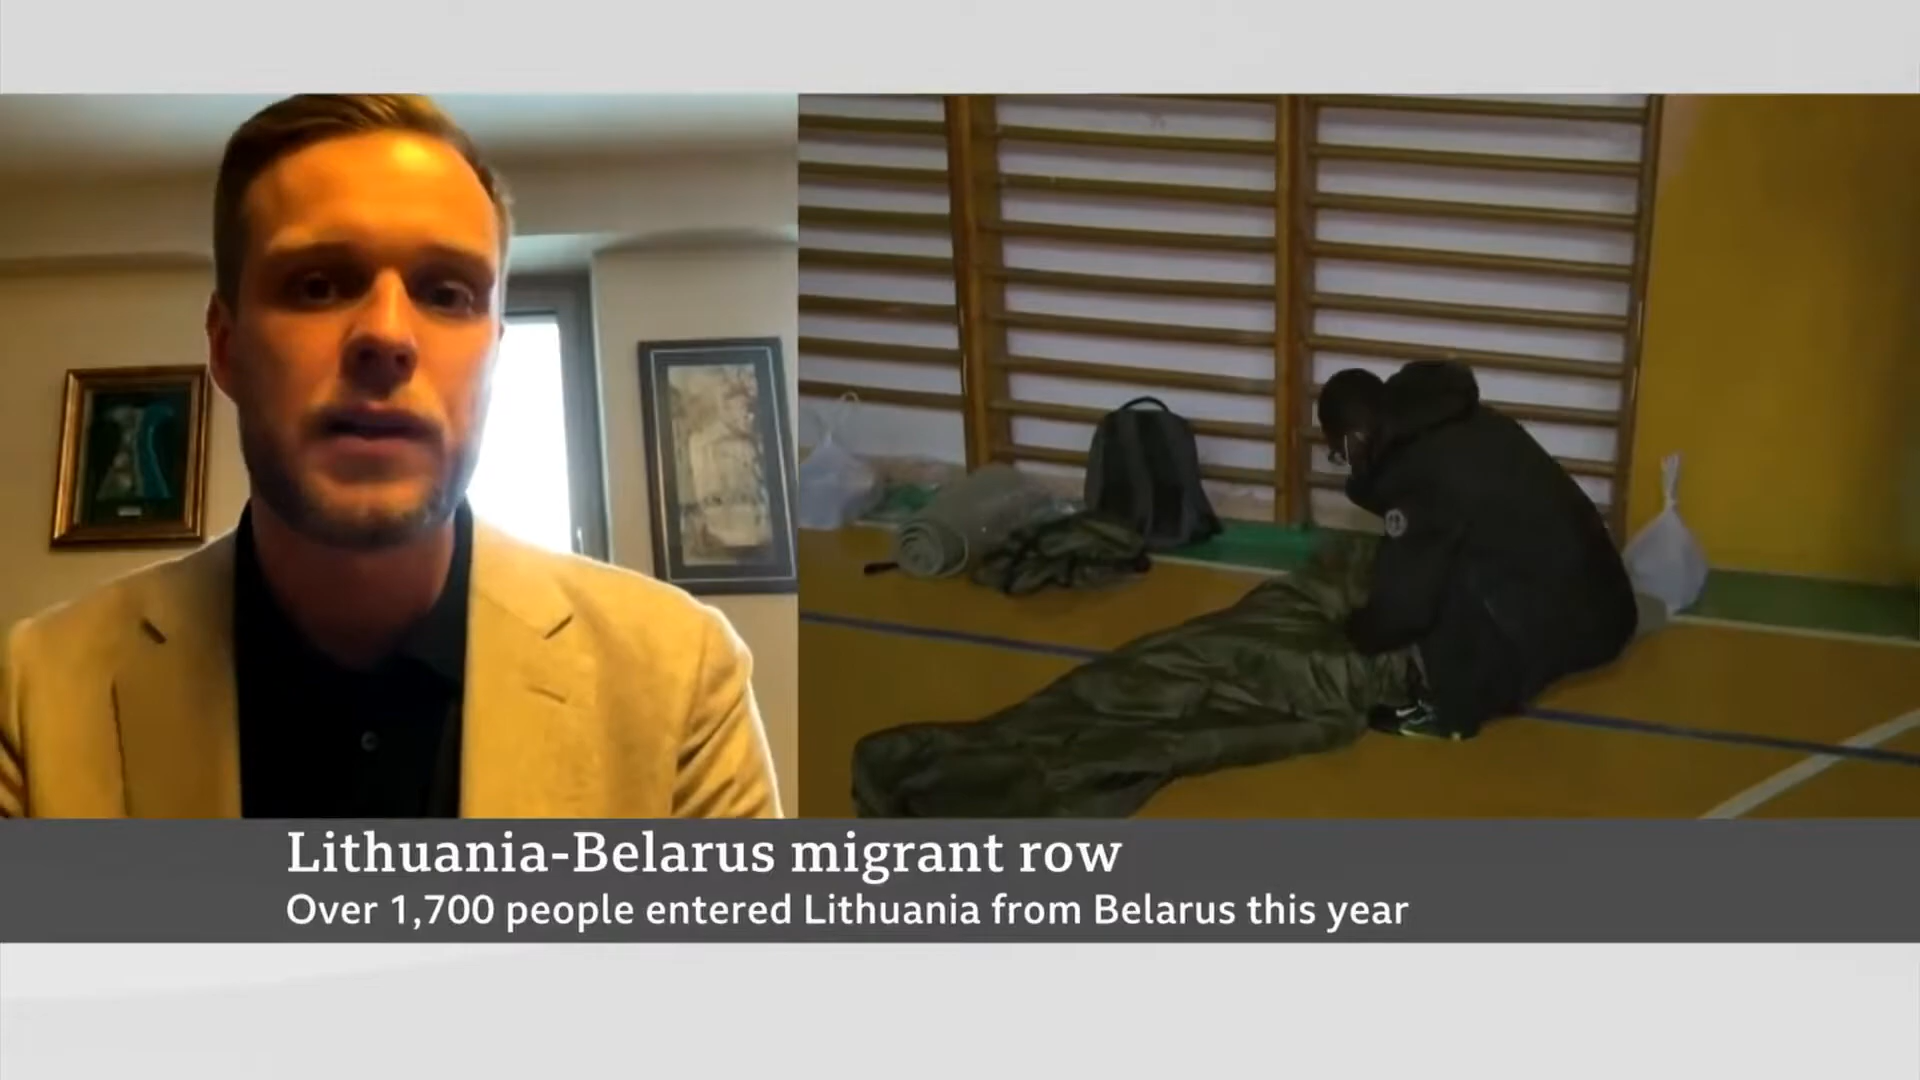 Lithuania-Belarus migrant row
Over 1,700 people entered Lithuania from Belarus this year